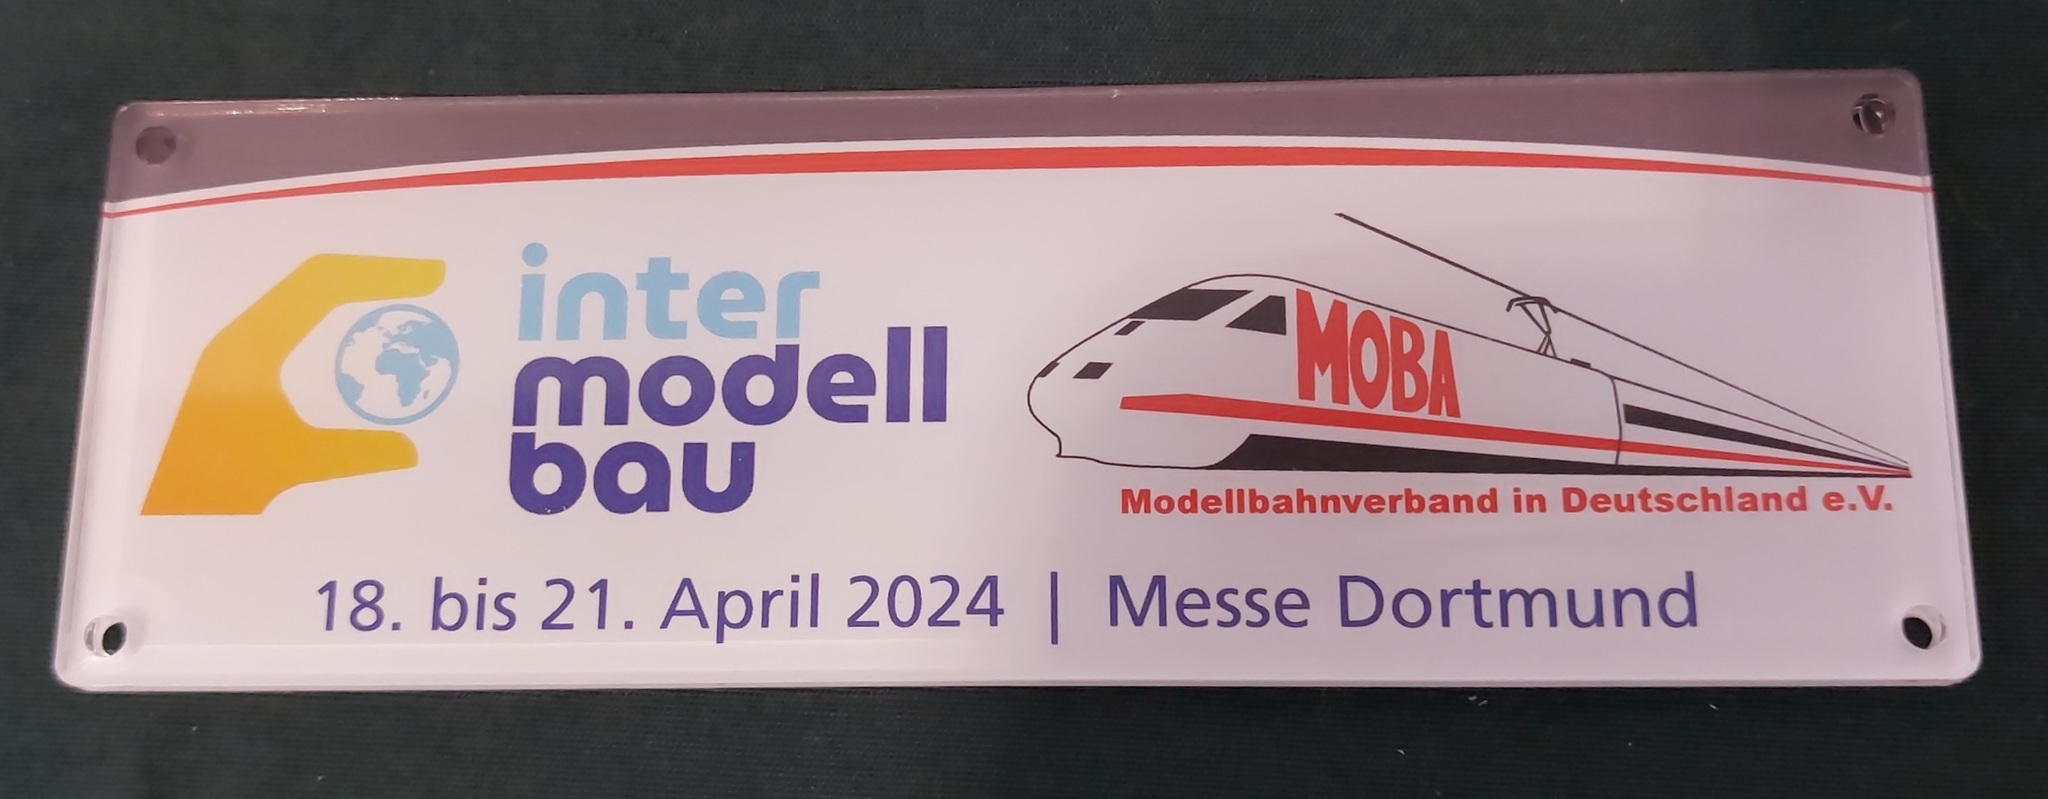 inter
modell
bau
MOBA
Modellbahnverband in Deutschland e.V.
18. bis 21. April 2024 | Messe Dortmund